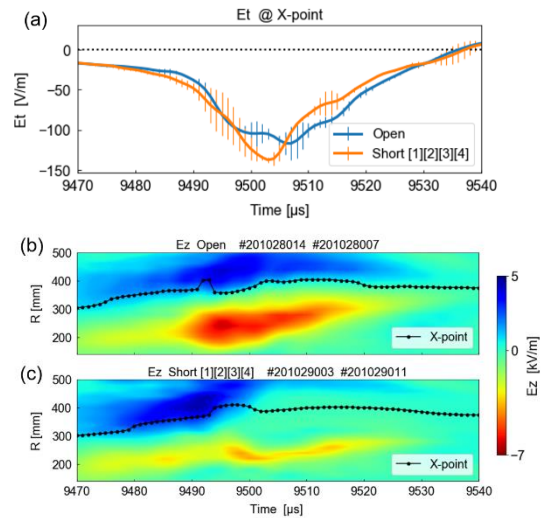 (a)
Et @ X-point
0
−50
−100
−150
Et [V/m]
Open
Short [1][2][3][4]
9470 9480 9490 9500 9510 9520 9530 9540
Time [μs]
(b)
Ez Open #201028014 #201028007
500
400
300
200
R [mm]
X-point
(c)
Ez Short [1][2][3][4] #201029003 #201029011
500
400
300
200
R [mm]
X-point
9470 9480 9490 9500 9510 9520 9530 9540
Time [μs]
5
0
−7
Ez [kV/m]